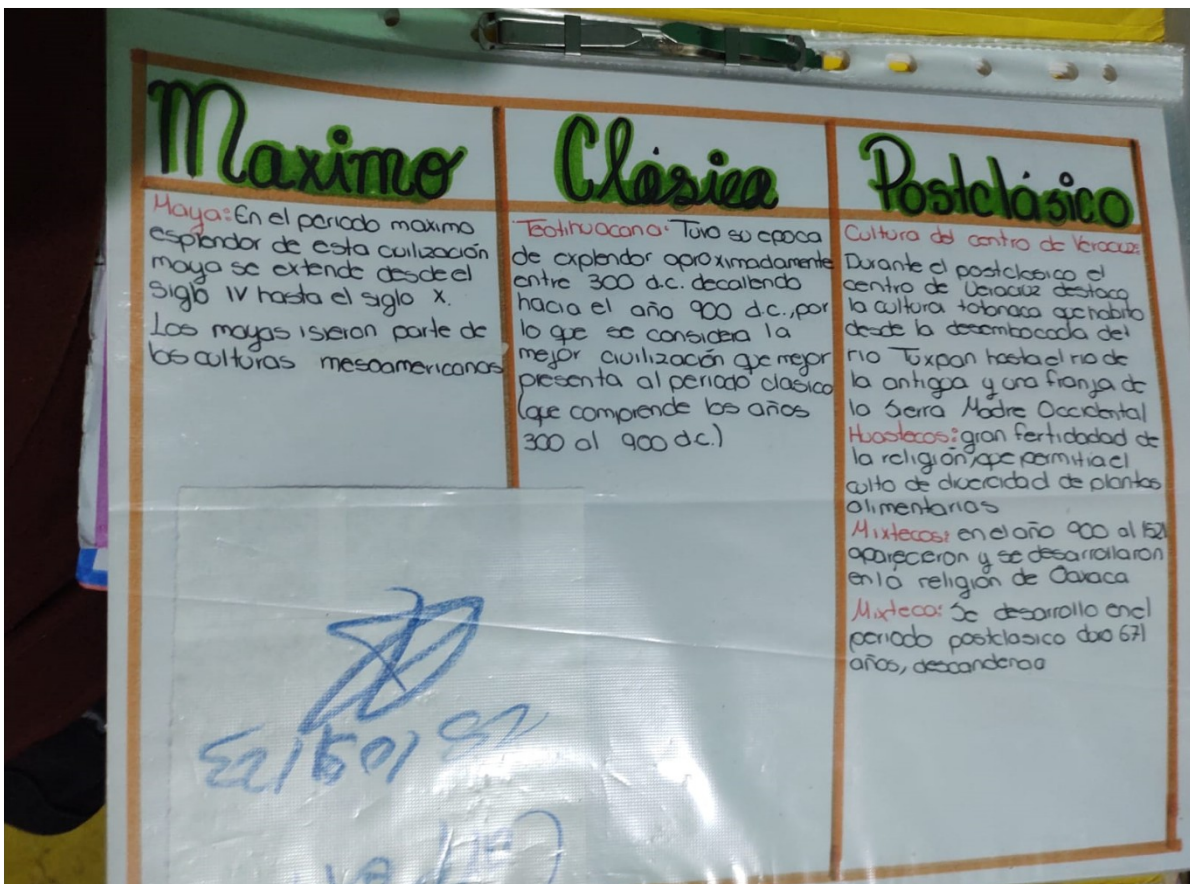 Maximo
Maya: En el periodo maximo
esplendor de esta cuilización
maya se extende desde el
siglo IV hasta el siglo X.
Los mayas isieron parte de
las culturas mesoamericanas
Clásica
Teotihuacana: Tuvo su epoca
de explendor aproximadamente
entre 300 d.c. decallendo
hacia el año 900 d.c., por
lo que se considera la
mejor civilización que mejor
presenta al periodo clasico
(que comprende los años
300 al 900 d.c.)
Postclásico
Cultura del centro de Veracruz:
Durante el postclasico el
centro de Veracruz destaco
la cultura totonaca que habito
desde la desembocada del
rio Tuxpan hasta el rio de
la antigua y una franja de
la Sierra Madre Occidental
Huastecos: gran fertidadad de
la religión, que permitia el
culto de divercidad de plantas
alimentarias
Mixtecos: en el año 900 al 1521
apareceron y se desarrollaron
en la religión de Oaxaca
Mixteca: Se desarrollo en el
periodo postclasico duro 671
años,